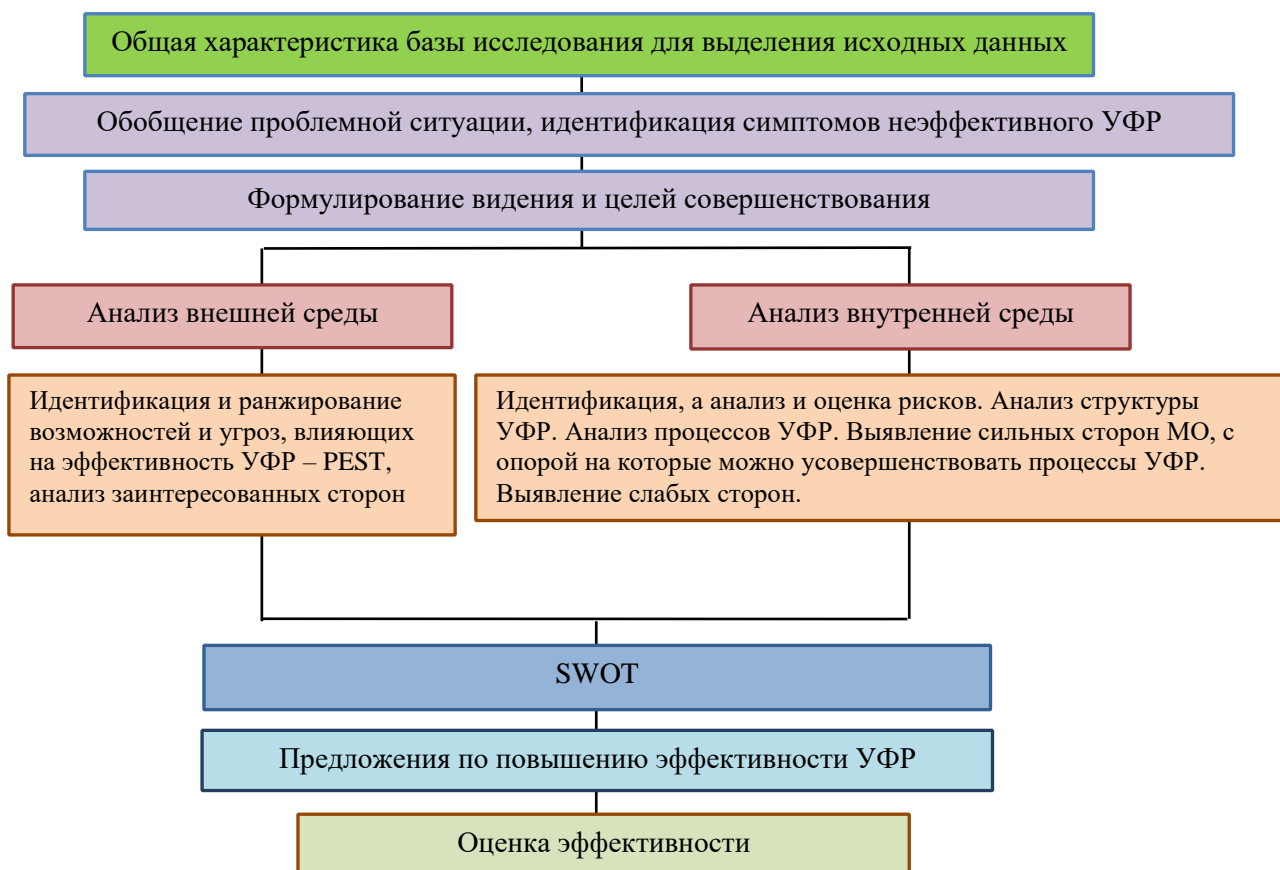 Общая характеристика базы исследования для выделения исходных данных
Обобщение проблемной ситуации, идентификация симптомов неэффективного УФР
Формулирование видения и целей совершенствования
Анализ внешней среды
Анализ внутренней среды
Идентификация и ранжирование
возможностей и угроз, влияющих
на эффективность УФР – PEST,
анализ заинтересованных сторон
Идентификация, а анализ и оценка рисков. Анализ структуры
УФР. Анализ процессов УФР. Выявление сильных сторон МО, с
опорой на которые можно усовершенствовать процессы УФР.
Выявление слабых сторон.
SWOT
Предложения по повышению эффективности УФР
Оценка эффективности